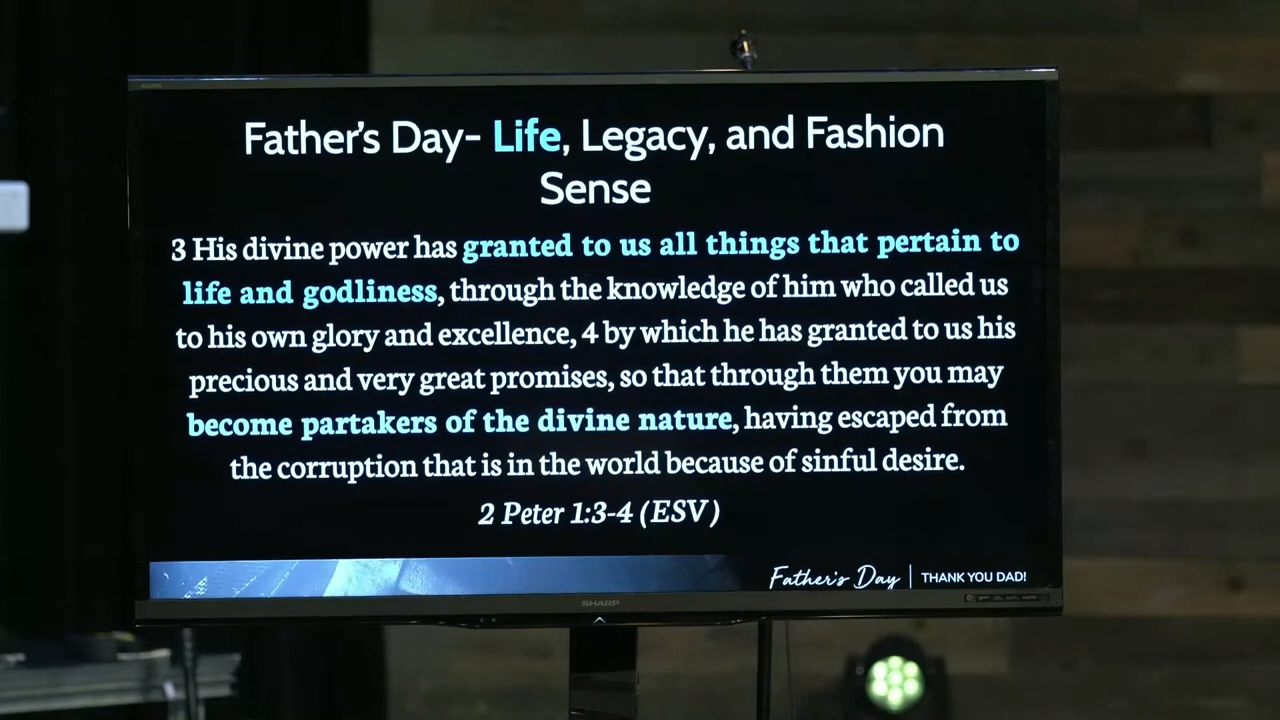 Father's Day- Life, Legacy, and Fashion
Sense
3 His divine power has granted to us all things that pertain to
life and godliness, through the knowledge of him who called us
to his own glory and excellence, 4 by which he has granted to us his
precious and very great promises, so that through them you may
become partakers of the divine nature, having escaped from
the corruption that is in the world because of sinful desire.
2 Peter 1:3-4 (ESV)
Father's Day | THANK YOU DAD!
SHARP